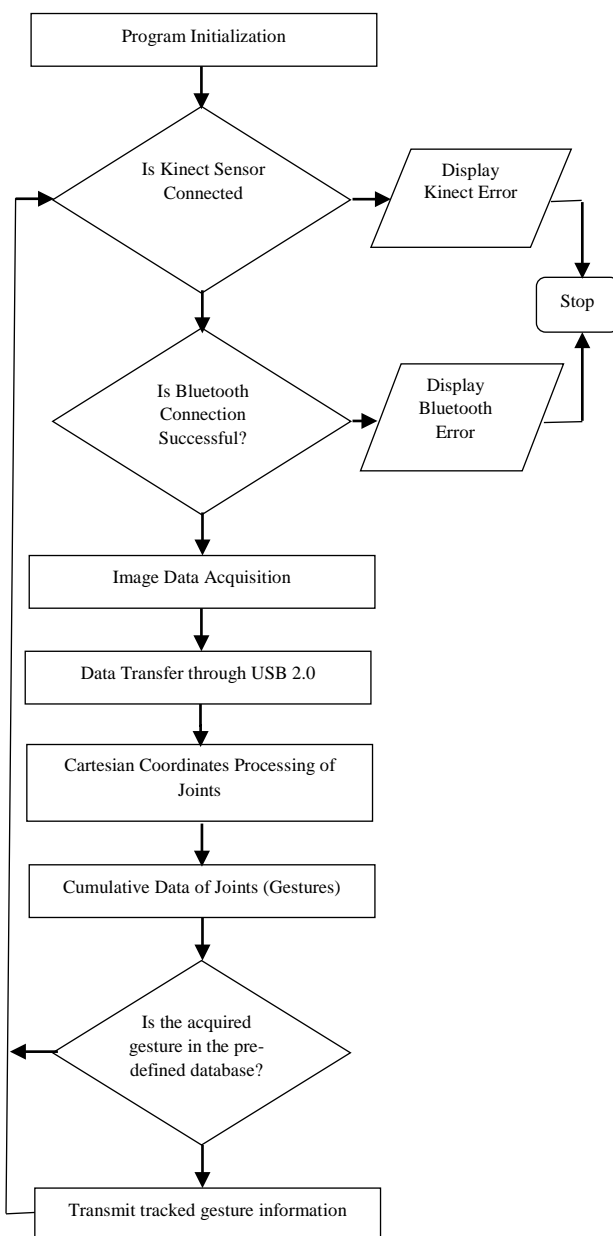 Program Initialization
Is Kinect Sensor
Connected
Display
Kinect Error
Stop
Is Bluetooth
Connection
Successful?
Display
Bluetooth
Error
Image Data Acquisition
Data Transfer through USB 2.0
Cartesian Coordinates Processing of
Joints
Cumulative Data of Joints (Gestures)
Is the acquired
gesture in the pre-
defined database?
Transmit tracked gesture information